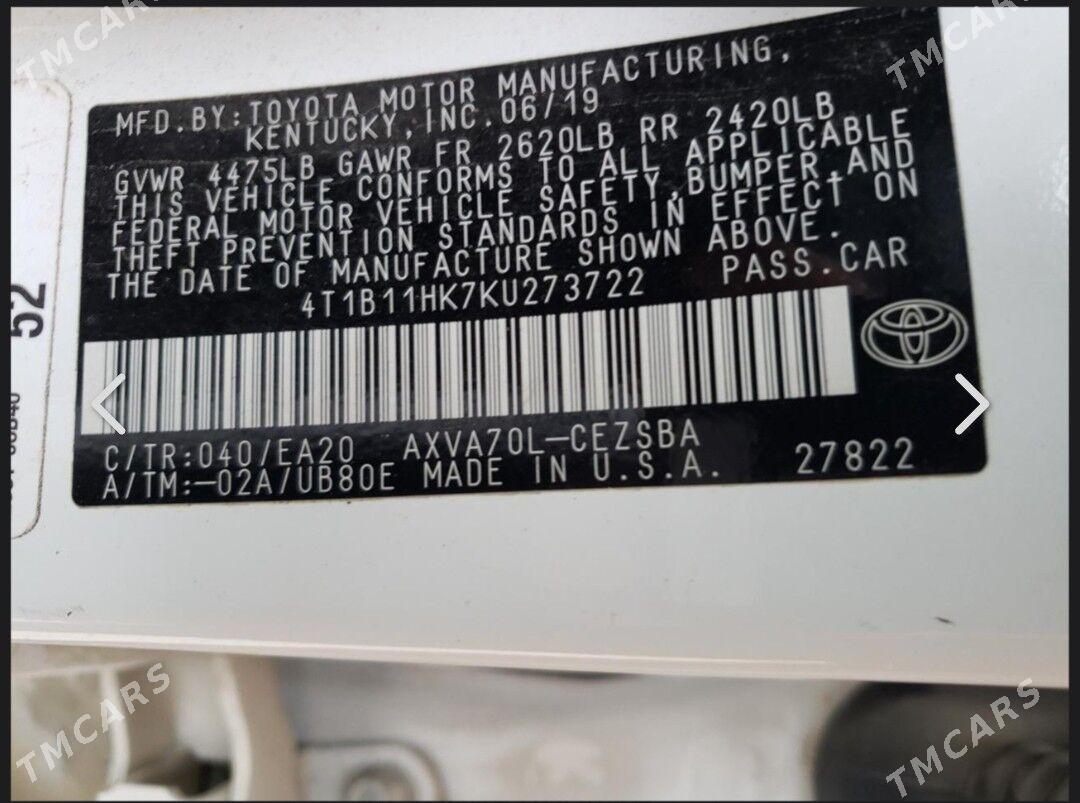 TMCARS
TMCARS
MFD.BY:TOYOTA MOTOR MANUFACTURING,
KENTUCKY,INC.06/19
GVWR 4475LB GAWR FR 2620LB RR 2420LB
THIS VEHICLE CONFORMS TO ALL APPLICABLE
FEDERAL MOTOR VEHICLE SAFETY,BUMPER,AND
THEFT PREVENTION STANDARDS IN EFFECT ON
THE DATE OF MANUFACTURE SHOWN ABOVE.
4T1B11HK7KU273722 PASS.CAR
52
C/TR:040/EA20 AXVA70L-CEZSBA
A/TM:-02A/UB80E MADE IN U.S.A. 27822
TMCARS
TMCARS